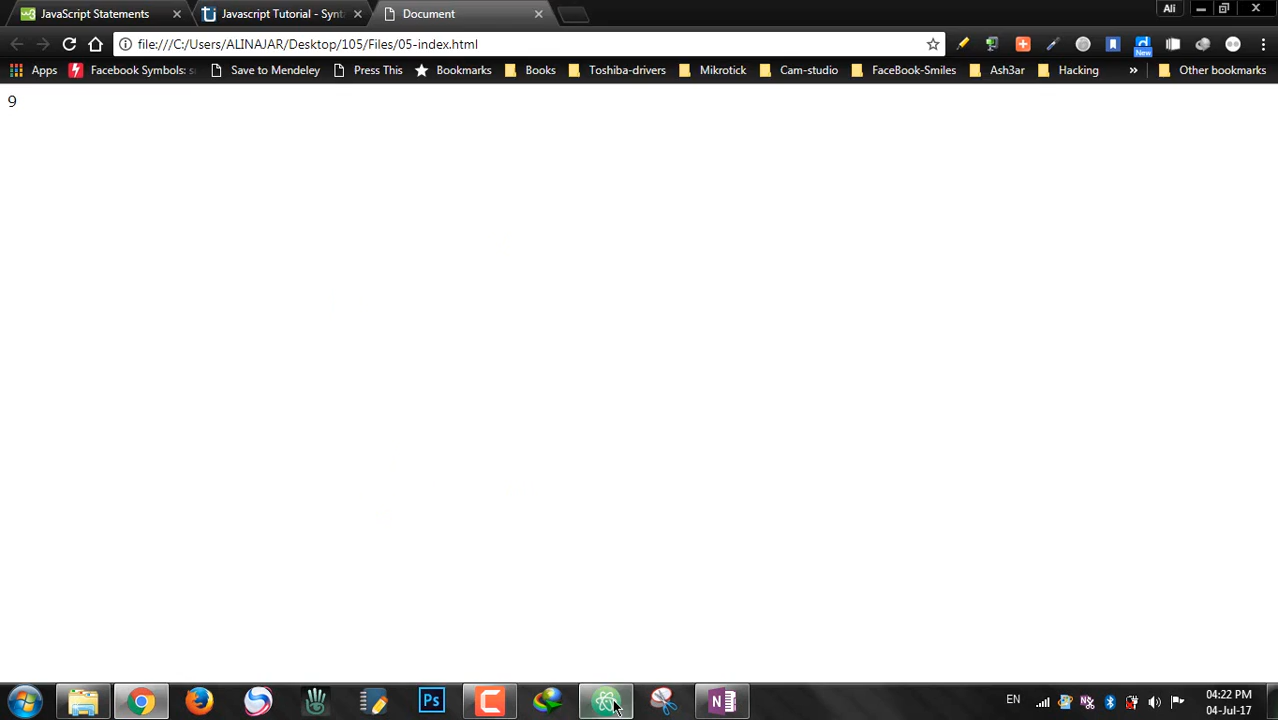 JavaScript Statements
Javascript Tutorial - Synt
Document
Ali
file:///C:/Users/ALINAJAR/Desktop/105/Files/05-index.html
New
Apps
Facebook Symbols: s
Save to Mendeley
Press This
Bookmarks
Books
Toshiba-drivers
Mikrotick
Cam-studio
FaceBook-Smiles
Ash3ar
Hacking
»
Other bookmarks
9
Ps
N
EN
04:22 PM
04-Jul-17